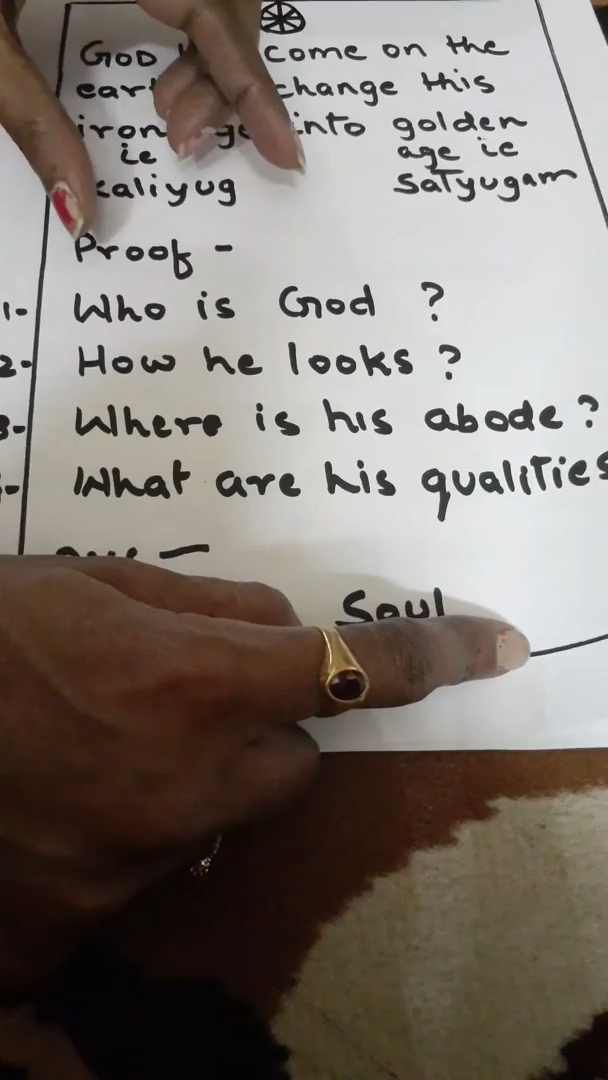 God come on the
change this
iron into golden
ie age ie
kaliyug Satyugam
Proof -
1- Who is God ?
2- How he looks ?
3- Where is his abode ?
What are his qualities
Soul